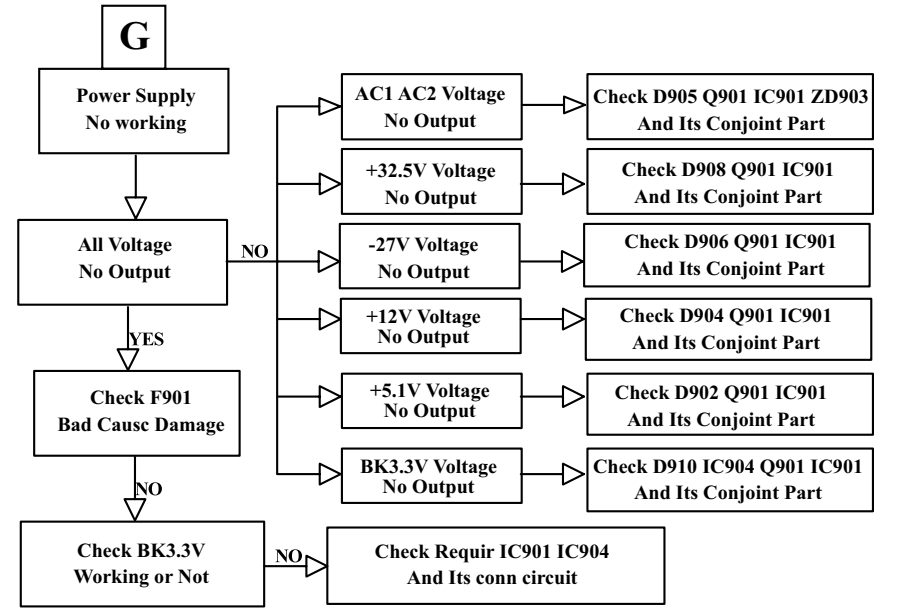 G
Power Supply
No working
All Voltage
No Output
NO
YES
Check F901
Bad Causc Damage
NO
Check BK3.3V
Working or Not
NO
Check Requir IC901 IC904
And Its conn circuit
AC1 AC2 Voltage
No Output
Check D905 Q901 IC901 ZD903
And Its Conjoint Part
+32.5V Voltage
No Output
Check D908 Q901 IC901
And Its Conjoint Part
-27V Voltage
No Output
Check D906 Q901 IC901
And Its Conjoint Part
+12V Voltage
No Output
Check D904 Q901 IC901
And Its Conjoint Part
+5.1V Voltage
No Output
Check D902 Q901 IC901
And Its Conjoint Part
BK3.3V Voltage
No Output
Check D910 IC904 Q901 IC901
And Its Conjoint Part